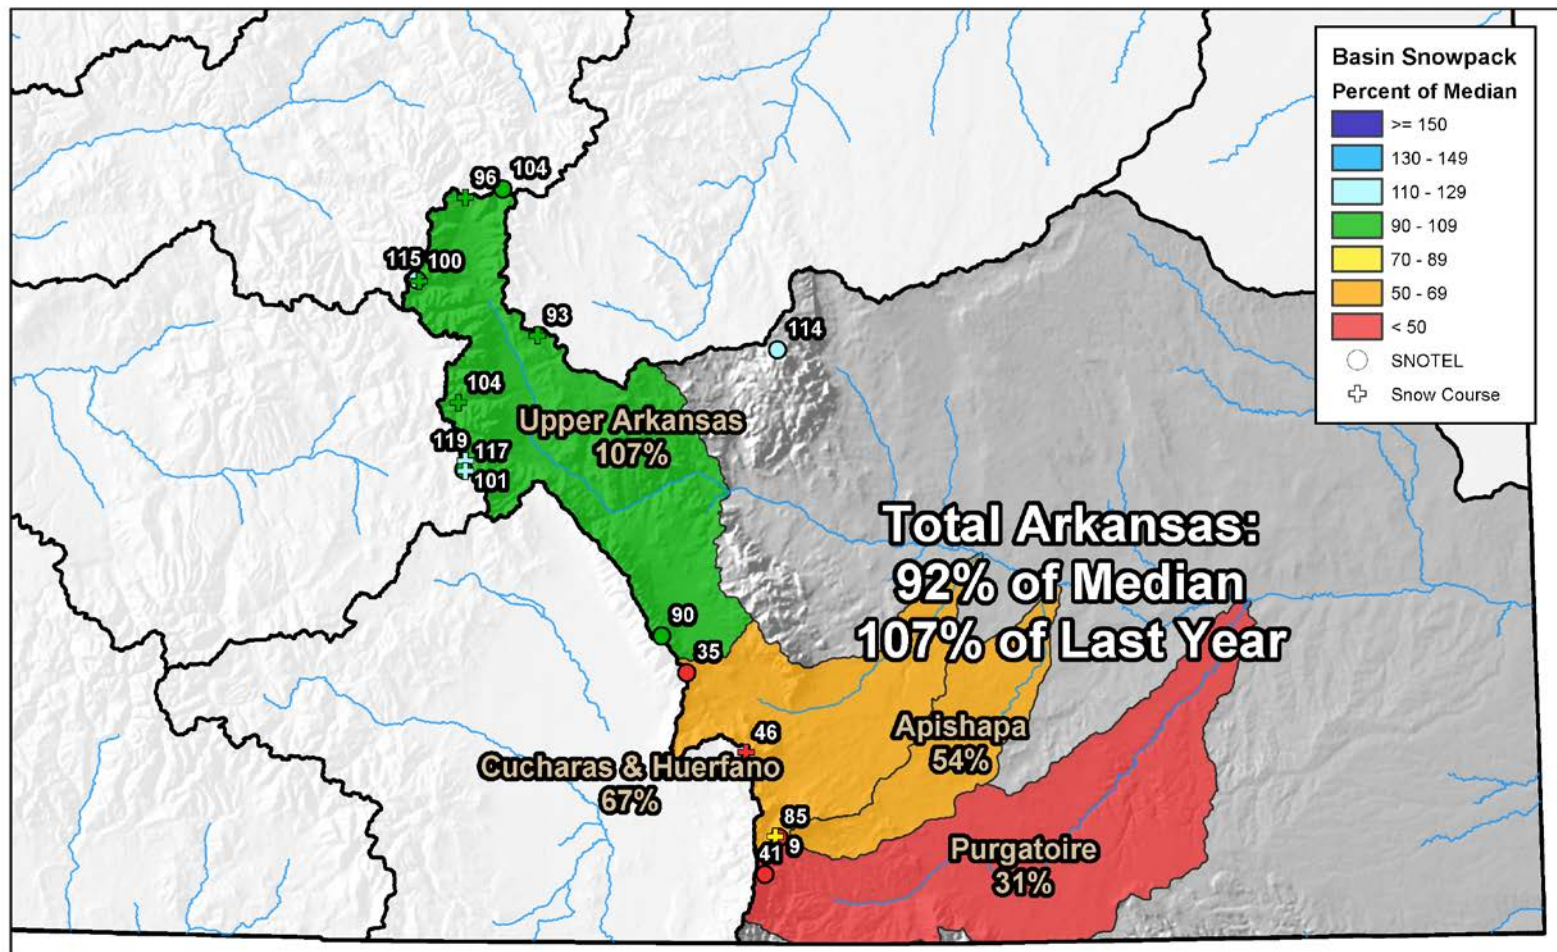 Basin Snowpack
Percent of Median
>= 150
130 - 149
110 - 129
90 - 109
70 - 89
50 - 69
< 50
SNOTEL
Snow Course
96
104
115
100
93
114
104
Upper Arkansas
107%
119
117
101
Total Arkansas:
92% of Median
107% of Last Year
90
35
46
Apishapa
54%
Cucharas & Huerfano
67%
85
9
41
Purgatoire
31%